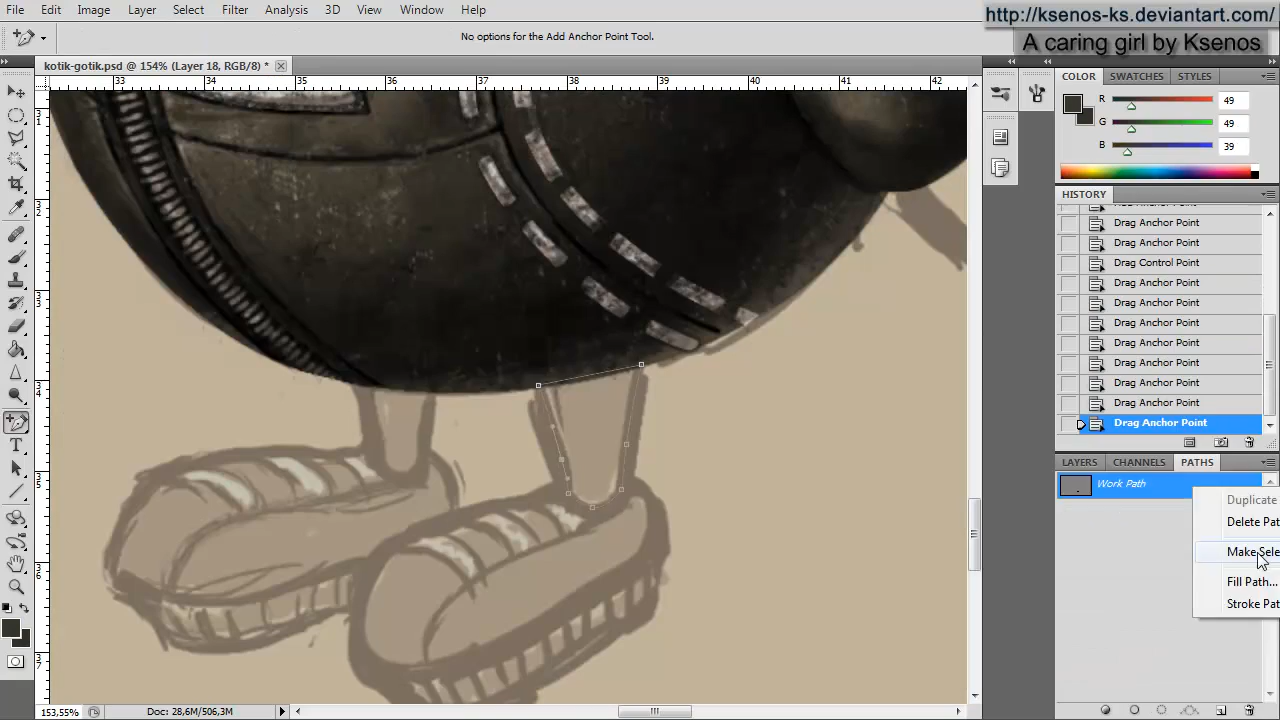 File Edit Image Layer Select Filter Analysis 3D View Window Help
http://ksenos-ks.deviantart.com/
A caring girl by Ksenos
No options for the Add Anchor Point Tool.
kotik-gotik.psd @ 154% (Layer 18, RGB/8) *
33 34 35 36 37 38 39 40 41 42
COLOR SWATCHES STYLES
R 49
G 49
B 39
HISTORY
Drag Anchor Point
Drag Anchor Point
Drag Control Point
Drag Anchor Point
Drag Anchor Point
Drag Anchor Point
Drag Anchor Point
Drag Anchor Point
Drag Anchor Point
Drag Anchor Point
Drag Anchor Point
LAYERS CHANNELS PATHS
Work Path
Duplicate
Delete Pat
Make Sele
Fill Path...
Stroke Pat
153,55% Doc: 28,6M/506,3M